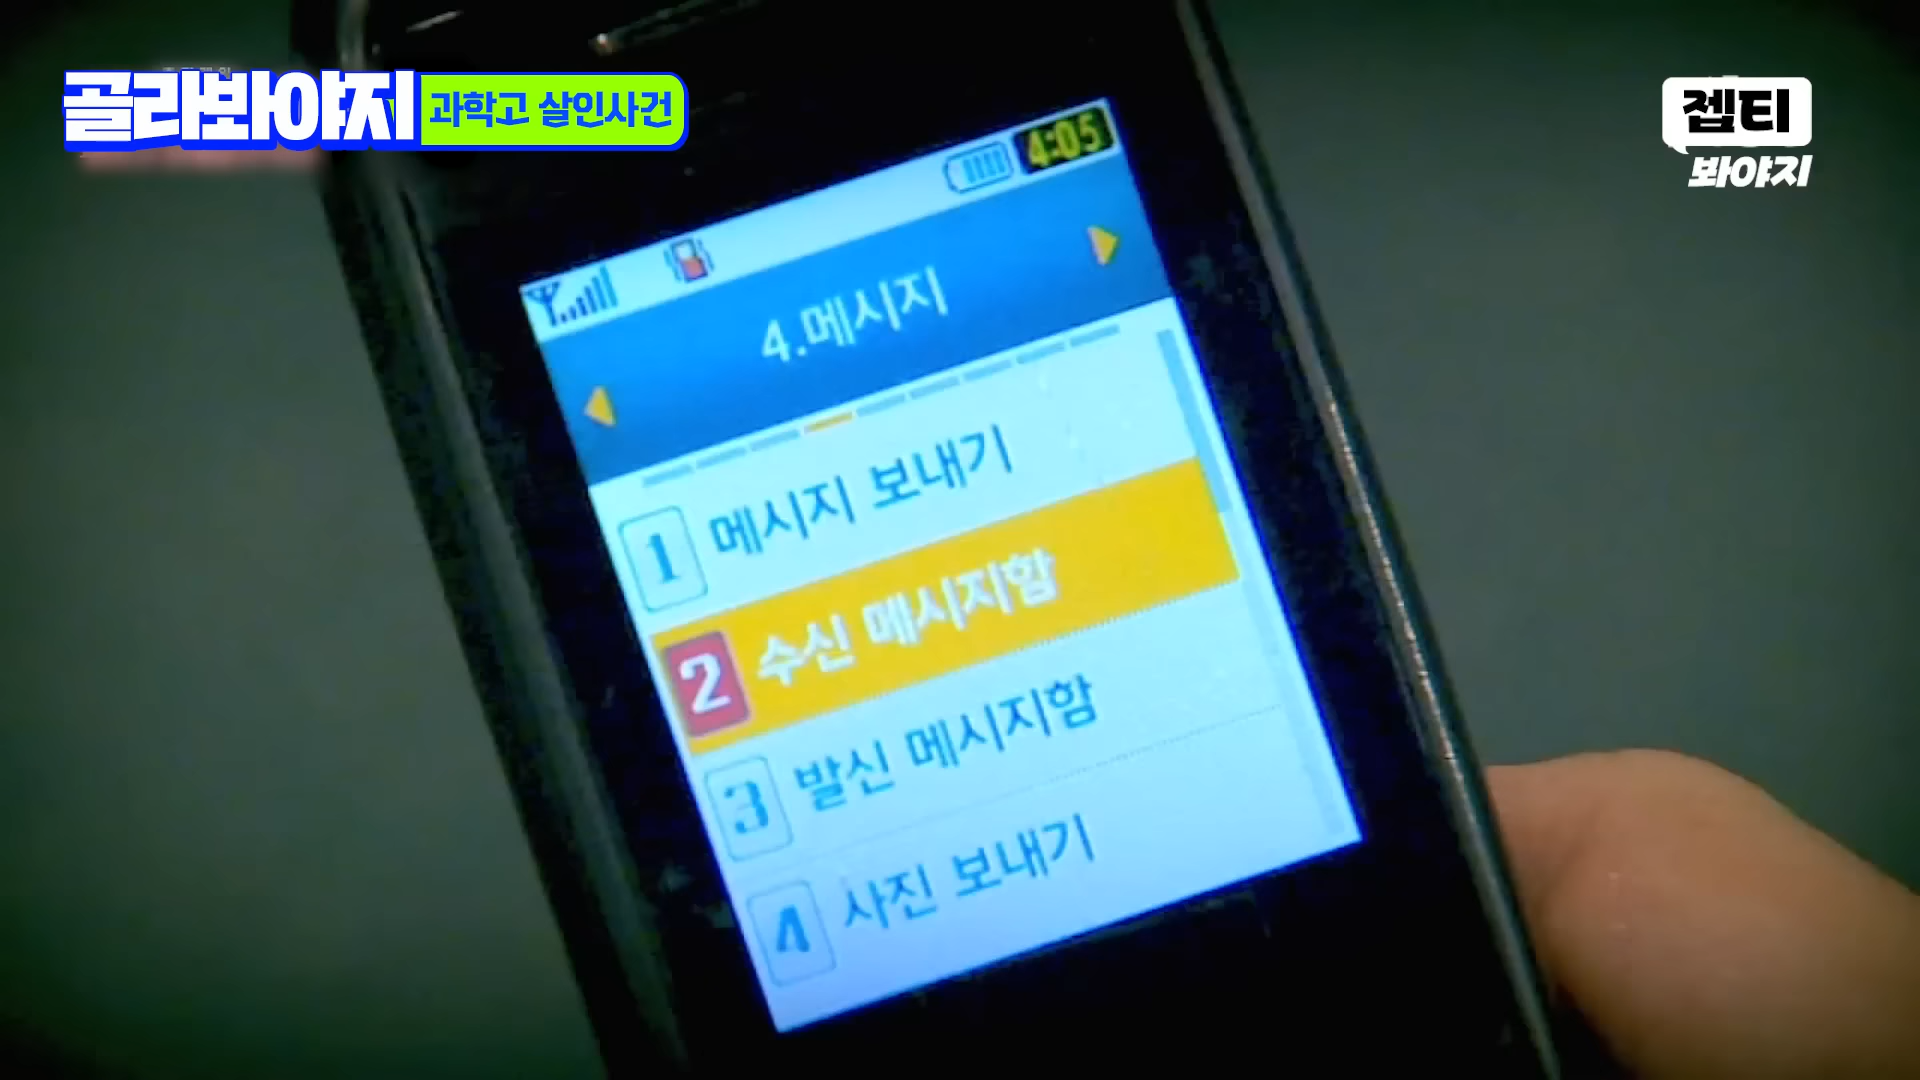 골라봐야지 과학고 살인사건
젭티
봐야지
4:05
4.메시지
1 메시지 보내기
2 수신 메시지함
3 발신 메시지함
4 사진 보내기